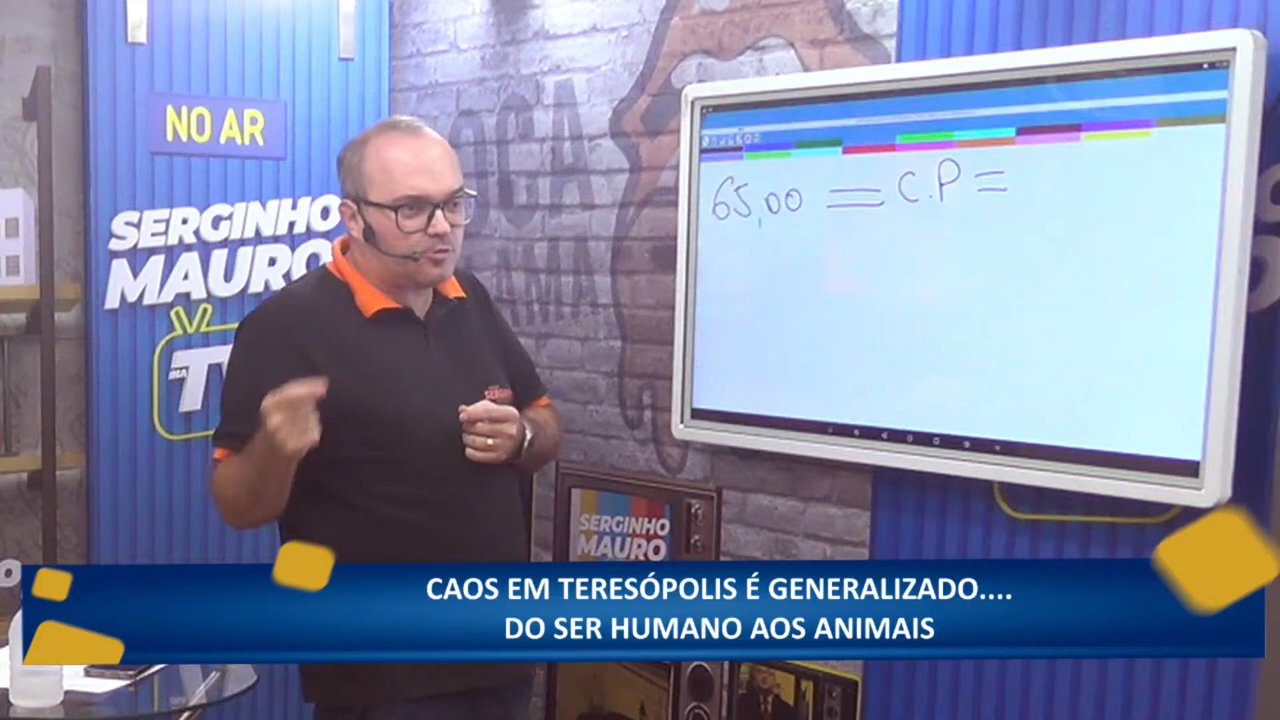 NO AR
SERGINHO
MAURO
TV
65,00 = C.P =
SERGINHO
MAURO
CAOS EM TERESÓPOLIS É GENERALIZADO....
DO SER HUMANO AOS ANIMAIS